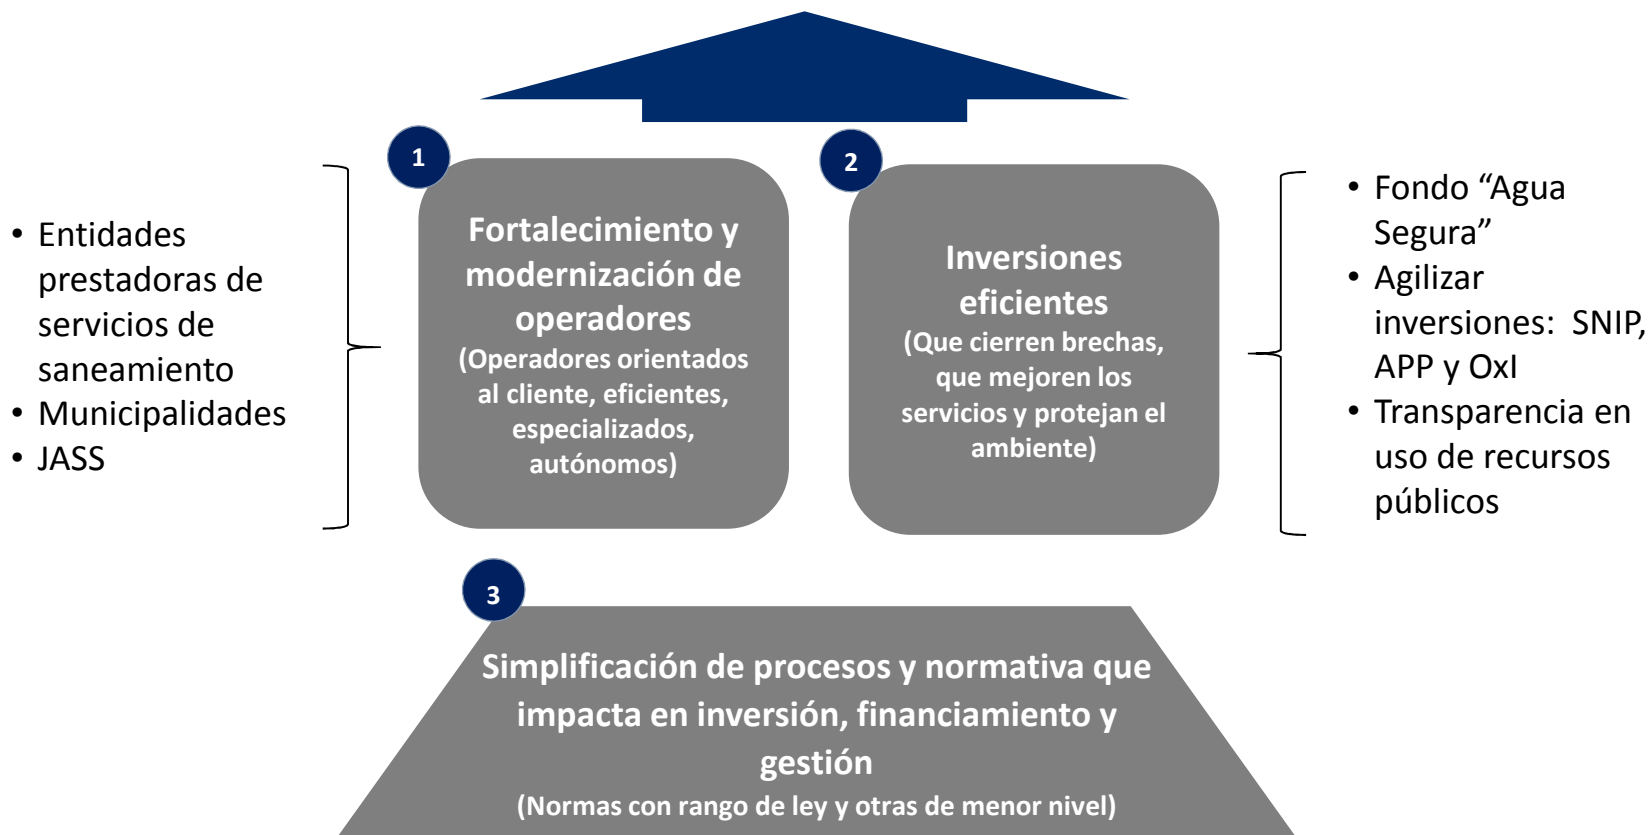 • Entidades
prestadoras de
servicios de
saneamiento
• Municipalidades
• JASS
1
Fortalecimiento y
modernización de
operadores
(Operadores orientados
al cliente, eficientes,
especializados,
autónomos)
2
Inversiones
eficientes
(Que cierren brechas,
que mejoren los
servicios y protejan el
ambiente)
• Fondo “Agua
Segura”
• Agilizar
inversiones: SNIP,
APP y OxI
• Transparencia en
uso de recursos
públicos
3
Simplificación de procesos y normativa que
impacta en inversión, financiamiento y
gestión
(Normas con rango de ley y otras de menor nivel)